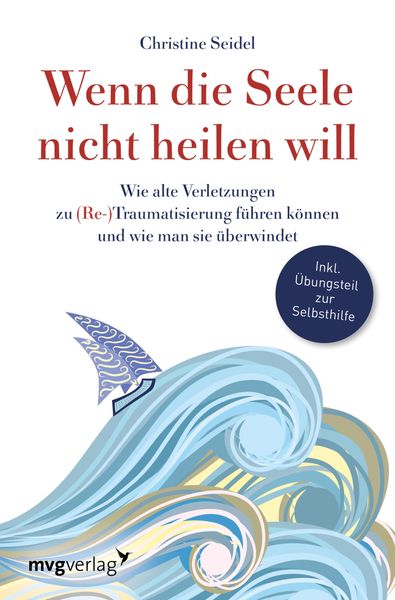 Christine Seidel
Wenn die Seele
nicht heilen will
Wie alte Verletzungen
zu (Re-)Traumatisierung führen können
und wie man sie überwindet
Inkl.
Übungsteil
zur
Selbsthilfe
mvgverlag